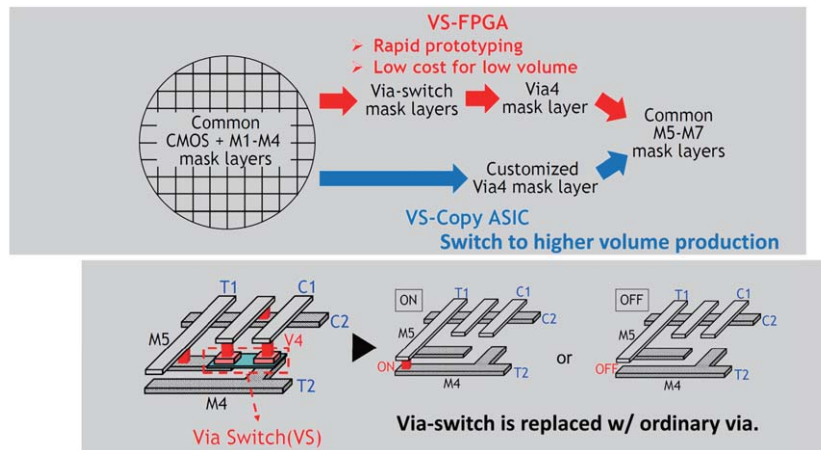 VS-FPGA
➢ Rapid prototyping
➢ Low cost for low volume
Common
CMOS + M1-M4
mask layers
Via-switch
mask layers
Via4
mask layer
Common
M5-M7
mask layers
Customized
Via4 mask layer
VS-Copy ASIC
Switch to higher volume production
T1
C1
C2
M5
V4
T2
M4
Via Switch(VS)
ON
T1
C1
C2
M5
ON
T2
M4
or
OFF
T1
C1
C2
M5
OFF
T2
M4
Via-switch is replaced w/ ordinary via.